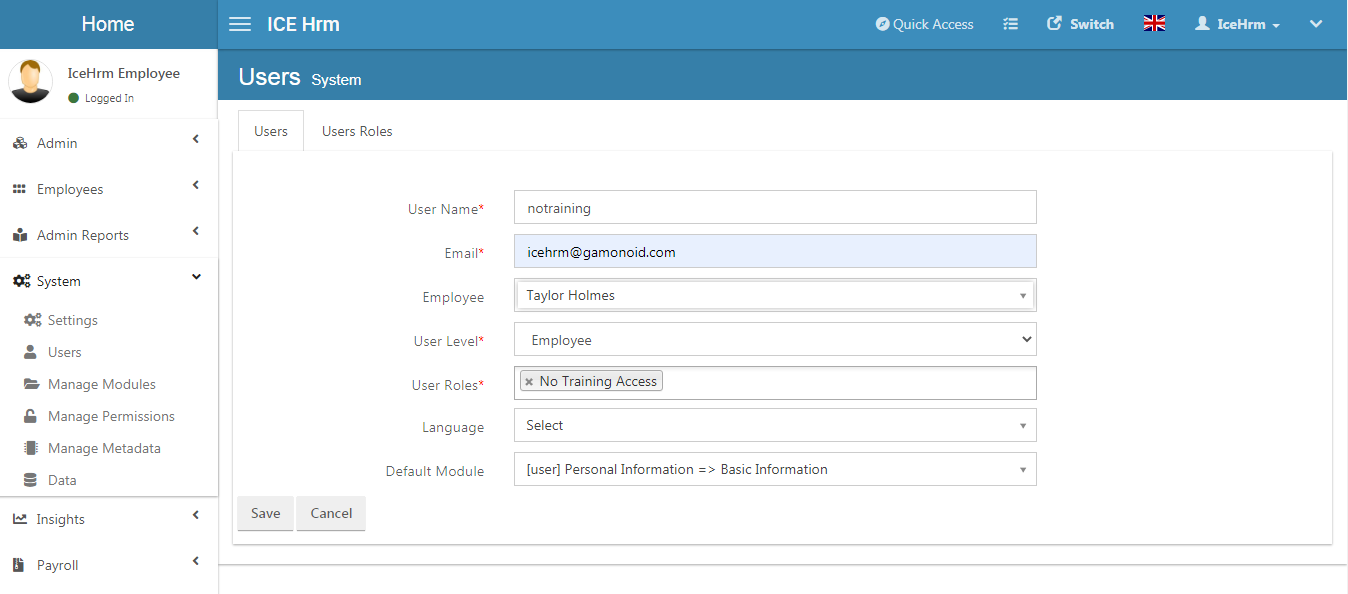 Home
ICE Hrm
Quick Access
Switch
IceHrm
IceHrm Employee
Logged In
Users System
Admin
Employees
Admin Reports
System
Settings
Users
Manage Modules
Manage Permissions
Manage Metadata
Data
Insights
Payroll
Users
Users Roles
User Name* notraining
Email* icehrm@gamonoid.com
Employee Taylor Holmes
User Level* Employee
User Roles* × No Training Access
Language Select
Default Module [user] Personal Information => Basic Information
Save
Cancel